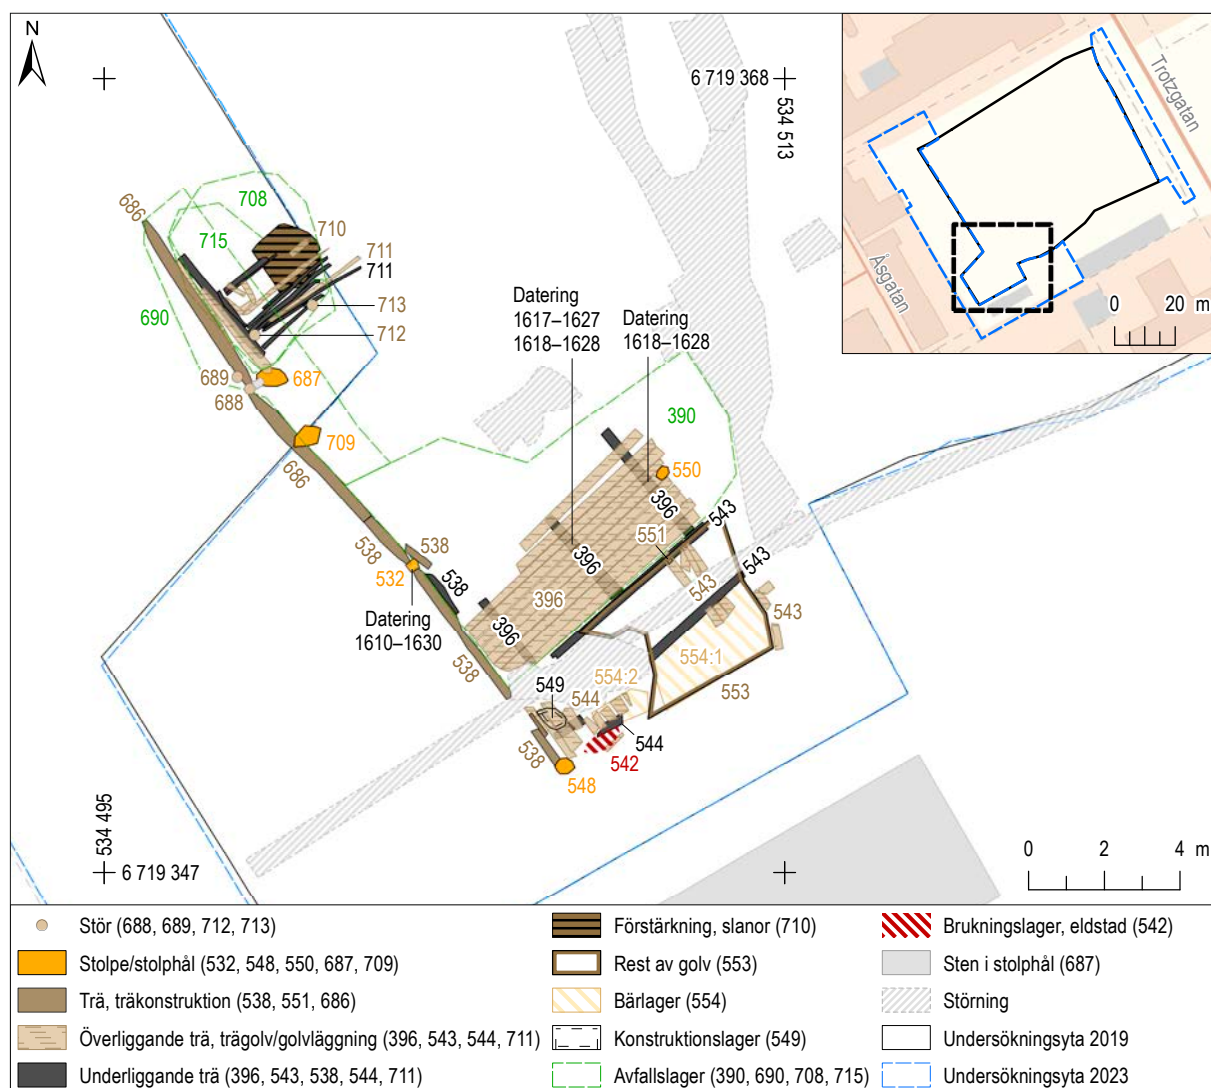 N
6 719 368
534 513
Trotzgatan
Åsgatan
0 20 m
686
708
710
715
711
711
713
690
712
689
687
688
709
686
Datering
1617–1627
1618–1628
Datering
1618–1628
390
550
396
543
551
538
538
396
543
532
538
543
543
396
Datering
1610–1630
396
538
554:1
554:2
553
549
544
544
538
542
548
534 495
6 719 347
0 2 4 m
Stör (688, 689, 712, 713)
Stolpe/stolphål (532, 548, 550, 687, 709)
Trä, träkonstruktion (538, 551, 686)
Överliggande trä, trägolv/golvläggning (396, 543, 544, 711)
Underliggande trä (396, 543, 538, 544, 711)
Förstärkning, slanor (710)
Rest av golv (553)
Bärlager (554)
Konstruktionslager (549)
Avfallslager (390, 690, 708, 715)
Brukningslager, eldstad (542)
Sten i stolphål (687)
Störning
Undersökningsyta 2019
Undersökningsyta 2023